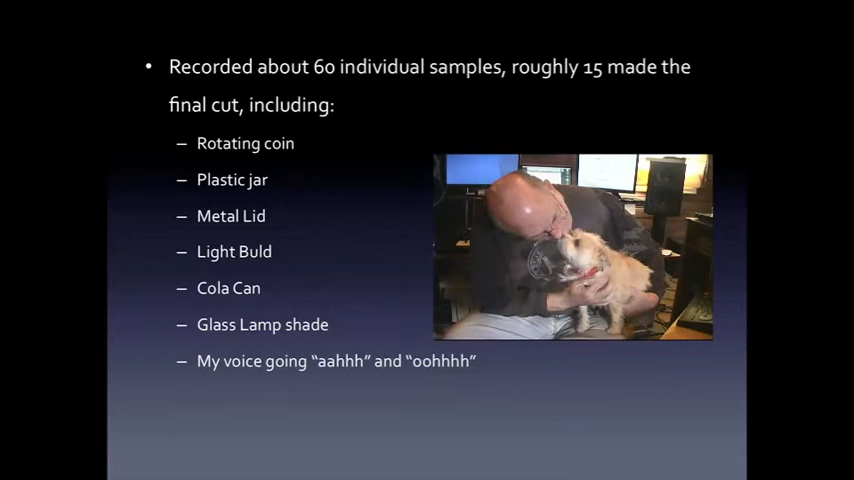 • Recorded about 60 individual samples, roughly 15 made the
final cut, including:
– Rotating coin
– Plastic jar
– Metal Lid
– Light Buld
– Cola Can
– Glass Lamp shade
– My voice going “aahhh” and “oohhhh”